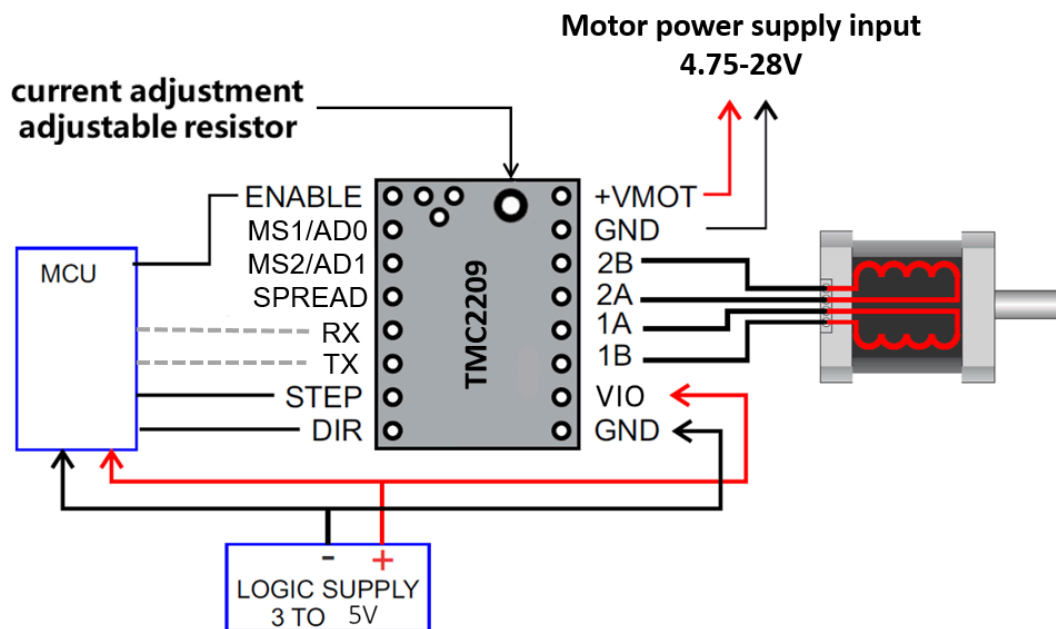 Motor power supply input
4.75-28V
current adjustment
adjustable resistor
ENABLE
MS1/AD0
MS2/AD1
SPREAD
RX
TX
STEP
DIR
MCU
TMC2209
+VMOT
GND
2B
2A
1A
1B
VIO
GND
- +
LOGIC SUPPLY
3 TO 5V